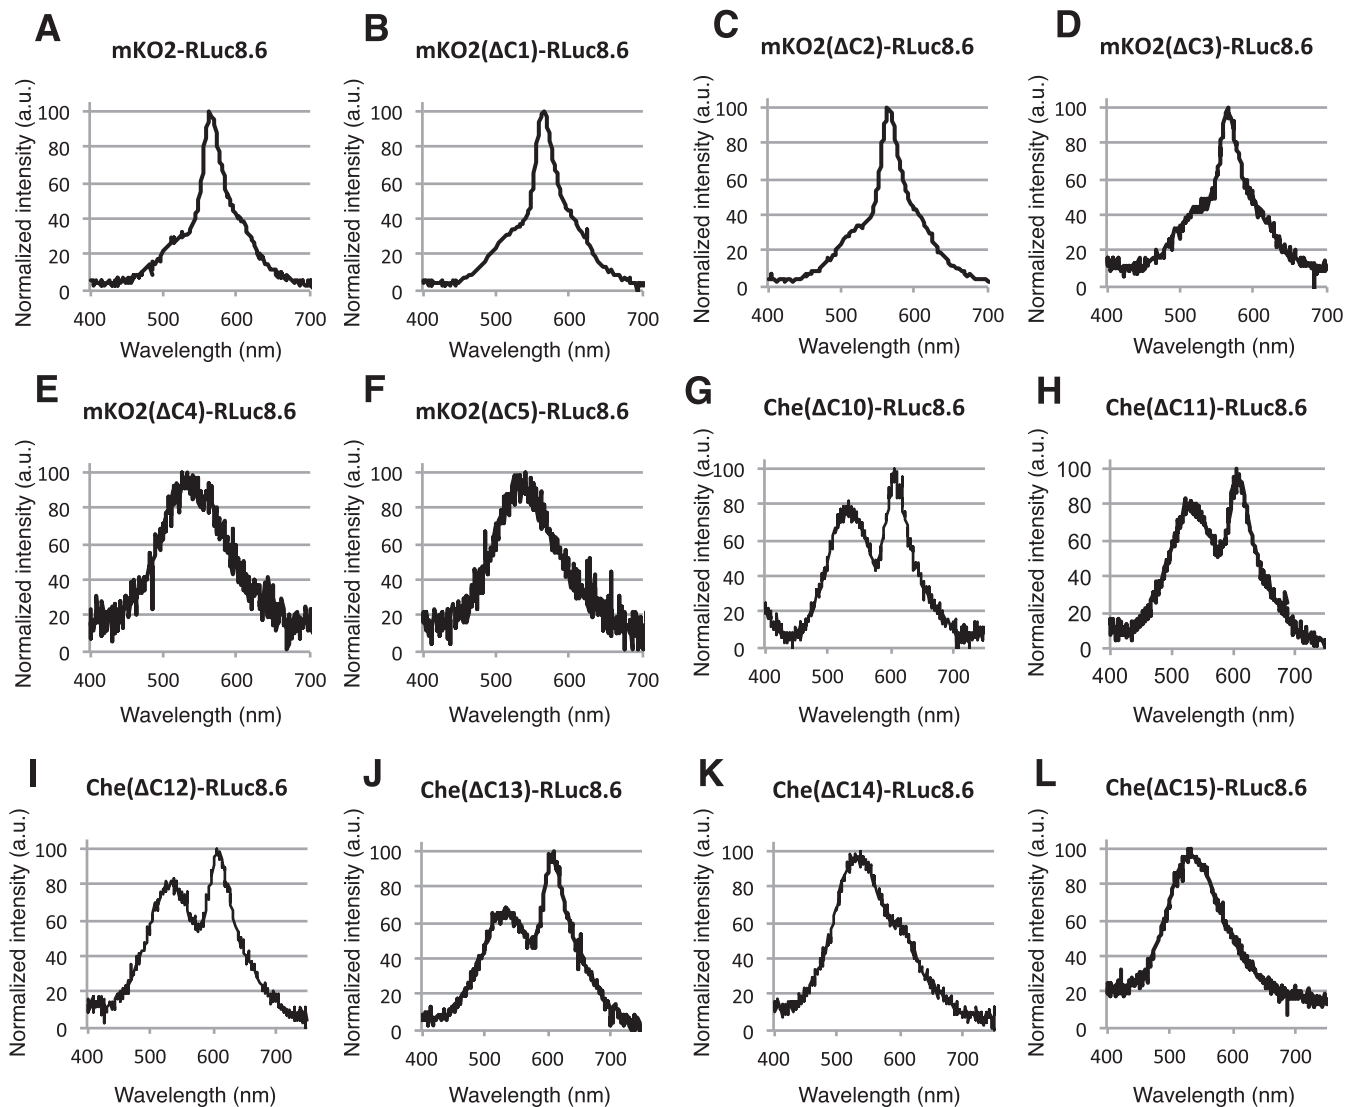 A
mKO2-RLuc8.6
Normalized intensity (a.u.)
100
80
60
40
20
0
400 500 600 700
Wavelength (nm)
B
mKO2(ΔC1)-RLuc8.6
Normalized intensity (a.u.)
100
80
60
40
20
0
400 500 600 700
Wavelength (nm)
C
mKO2(ΔC2)-RLuc8.6
Normalized intensity (a.u.)
100
80
60
40
20
0
400 500 600 700
Wavelength (nm)
D
mKO2(ΔC3)-RLuc8.6
Normalized intensity (a.u.)
100
80
60
40
20
0
400 500 600 700
Wavelength (nm)
E
mKO2(ΔC4)-RLuc8.6
Normalized intensity (a.u.)
100
80
60
40
20
0
400 500 600 700
Wavelength (nm)
F
mKO2(ΔC5)-RLuc8.6
Normalized intensity (a.u.)
100
80
60
40
20
0
400 500 600 700
Wavelength (nm)
G
Che(ΔC10)-RLuc8.6
Normalized intensity (a.u.)
100
80
60
40
20
0
400 500 600 700
Wavelength (nm)
H
Che(ΔC11)-RLuc8.6
Normalized intensity (a.u.)
100
80
60
40
20
0
400 500 600 700
Wavelength (nm)
I
Che(ΔC12)-RLuc8.6
Normalized intensity (a.u.)
100
80
60
40
20
0
400 500 600 700
Wavelength (nm)
J
Che(ΔC13)-RLuc8.6
Normalized intensity (a.u.)
100
80
60
40
20
0
400 500 600 700
Wavelength (nm)
K
Che(ΔC14)-RLuc8.6
Normalized intensity (a.u.)
100
80
60
40
20
0
400 500 600 700
Wavelength (nm)
L
Che(ΔC15)-RLuc8.6
Normalized intensity (a.u.)
100
80
60
40
20
0
400 500 600 700
Wavelength (nm)